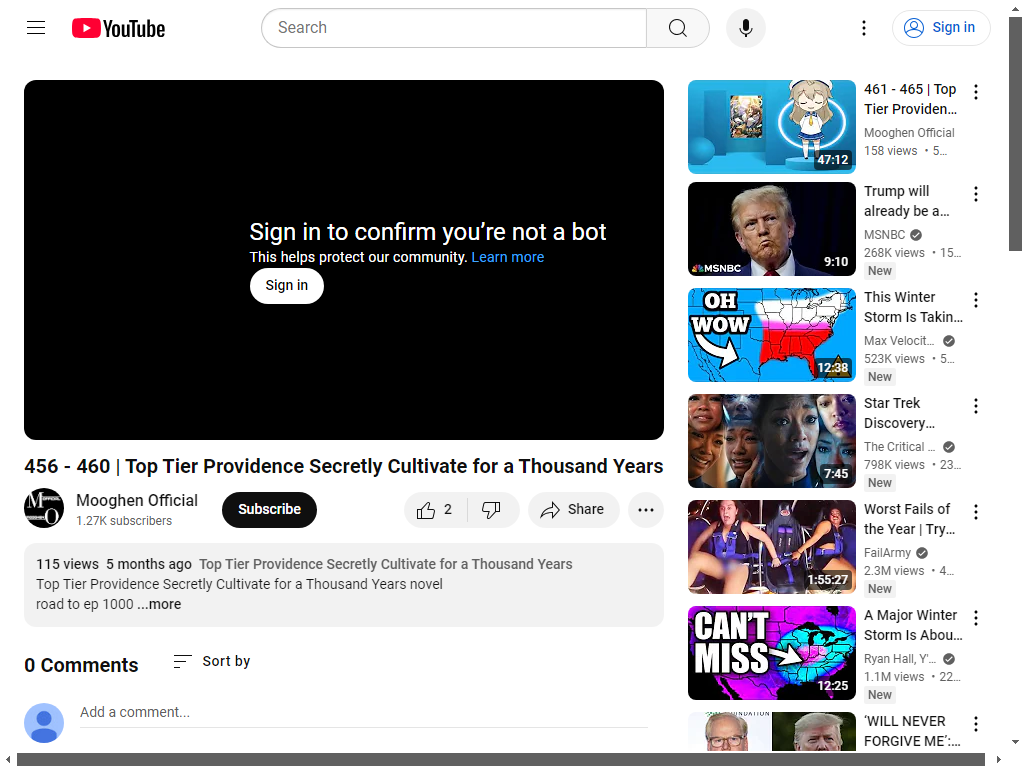 YouTube
Search
Sign in
Sign in to confirm you’re not a bot
This helps protect our community. Learn more
Sign in
456 - 460 | Top Tier Providence Secretly Cultivate for a Thousand Years
Mooghen Official
1.27K subscribers
Subscribe
2
Share
115 views 5 months ago Top Tier Providence Secretly Cultivate for a Thousand Years
Top Tier Providence Secretly Cultivate for a Thousand Years novel
road to ep 1000 ...more
0 Comments
Sort by
Add a comment...
47:12
461 - 465 | Top
Tier Providen...
Mooghen Official
158 views • 5...
MSNBC
9:10
Trump will
already be a...
MSNBC
268K views • 15...
New
OH
WOW
12:38
This Winter
Storm Is Takin...
Max Velocit...
523K views • 5...
New
7:45
Star Trek
Discovery...
The Critical ...
798K views • 23...
New
1:55:27
Worst Fails of
the Year | Try...
FailArmy
2.3M views • 4...
New
CAN'T
MISS
12:25
A Major Winter
Storm Is Abou...
Ryan Hall, Y'...
1.1M views • 22...
New
‘WILL NEVER
FORGIVE ME’:...